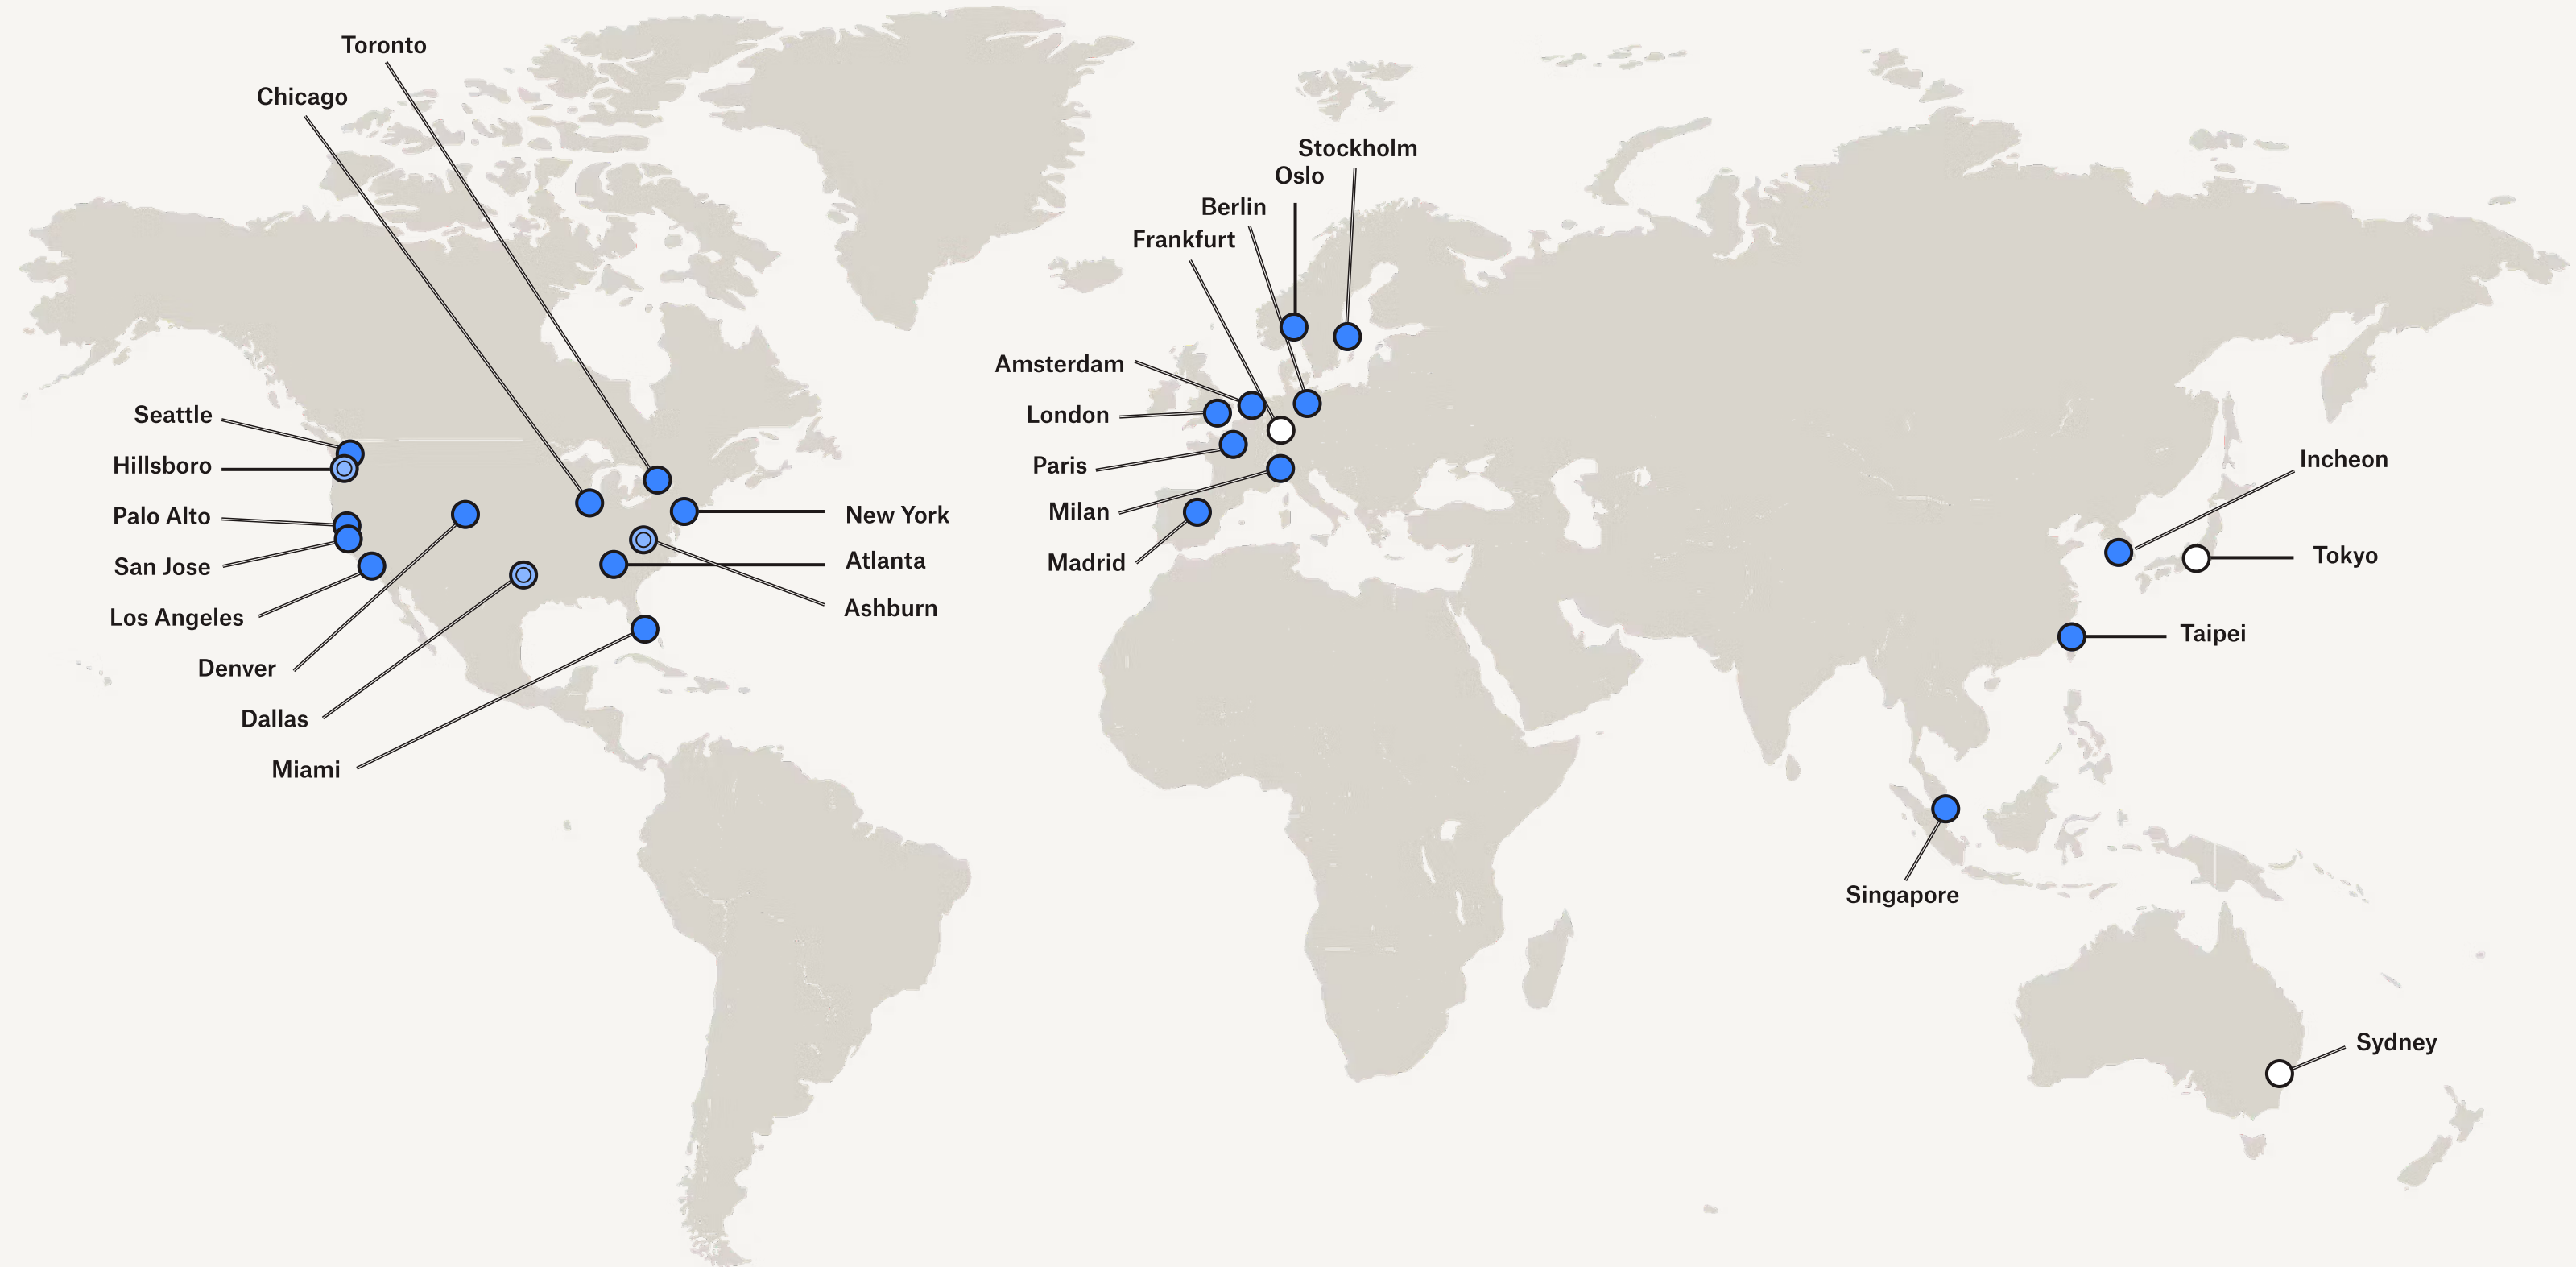 Toronto
Chicago
Seattle
Hillsboro
Palo Alto
San Jose
Los Angeles
Denver
Dallas
Miami
New York
Atlanta
Ashburn
Stockholm
Oslo
Berlin
Frankfurt
Amsterdam
London
Paris
Milan
Madrid
Incheon
Tokyo
Taipei
Singapore
Sydney